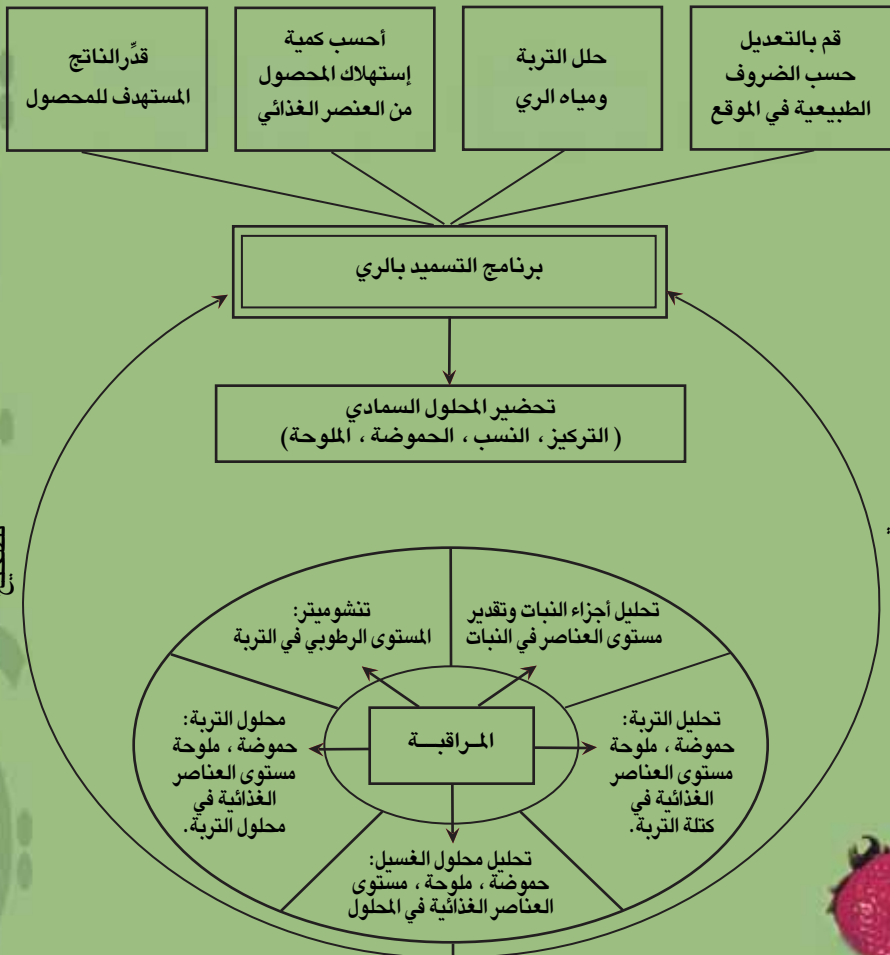 قم بالتعديل
حسب الضروف
الطبيعية في الموقع
حلل التربة
ومياه الري
أحسب كمية
إستهلاك المحصول
من العنصر الغذائي
قدِّر الناتج
المستهدف للمحصول
برنامج التسميد بالري
تحضير المحلول السمادي
( التركيز ، النسب ، الحموضة ، الملوحة)
تحليل أجزاء النبات وتقدير
مستوى العناصر في النبات
تنشوميتر:
المستوى الرطوبي في التربة
تحليل التربة:
حموضة ، ملوحة
مستوى العناصر
الغذائية في
كتلة التربة.
المـراقبـــة
محلول التربة:
حموضة ، ملوحة
مستوى العناصر
الغذائية في
محلول التربة.
تحليل محلول الغسيل:
حموضة ، ملوحة ، مستوى
العناصر الغذائية في المحلول